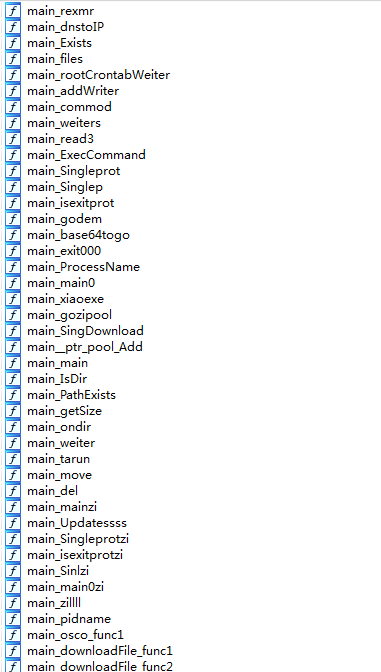 main_rexmr
main_dnstoIP
main_Exists
main_files
main_rootCrontabWeiter
main_addWriter
main_commod
main_weiters
main_read3
main_ExecCommand
main_Singleprot
main_Singlep
main_isexitprot
main_godem
main_base64togo
main_exit000
main_ProcessName
main_main0
main_xiaoexe
main_gozipool
main_SingDownload
main__ptr_pool_Add
main_main
main_IsDir
main_PathExists
main_getSize
main_ondir
main_weiter
main_tarun
main_move
main_del
main_mainzi
main_Updatessss
main_Singleprotzi
main_isexitprotzi
main_Sinlzi
main_main0zi
main_zillll
main_pidname
main_osco_func1
main_downloadFile_func1
main_downloadFile_func2